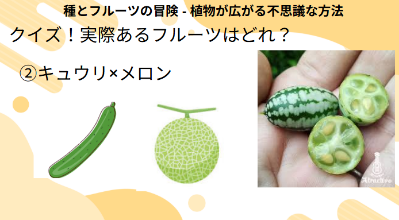 種とフルーツの冒険 - 植物が広がる不思議な方法
クイズ！実際あるフルーツはどれ？
②キュウリ×メロン